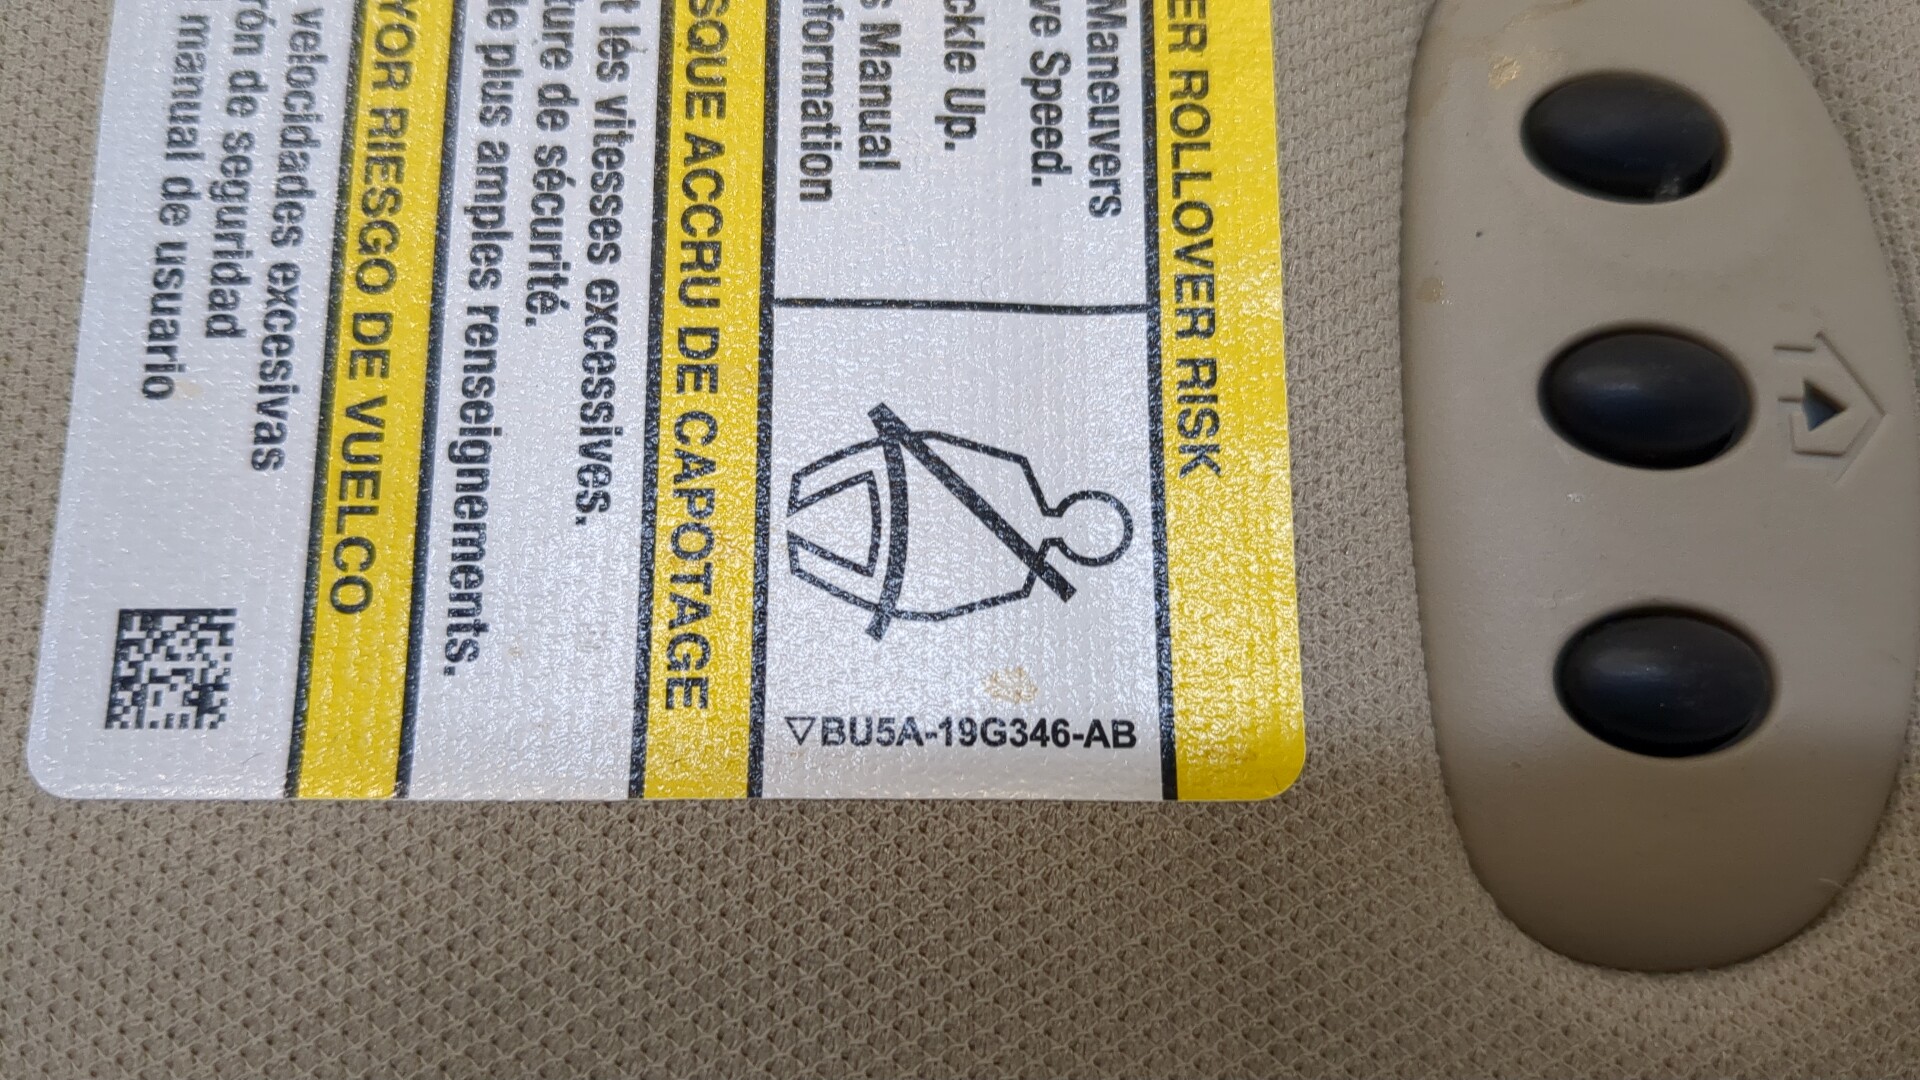 ER ROLLOVER RISK
Maneuvers
ve Speed.
ckle Up.
s Manual
nformation
BU5A-19G346-AB
SQUE ACCRU DE CAPOTAGE
t les vitesses excessives.
ture de sécurité.
de plus amples renseignements.
YOR RIESGO DE VUELCO
velocidades excesivas
rón de seguridad
manual de usuario